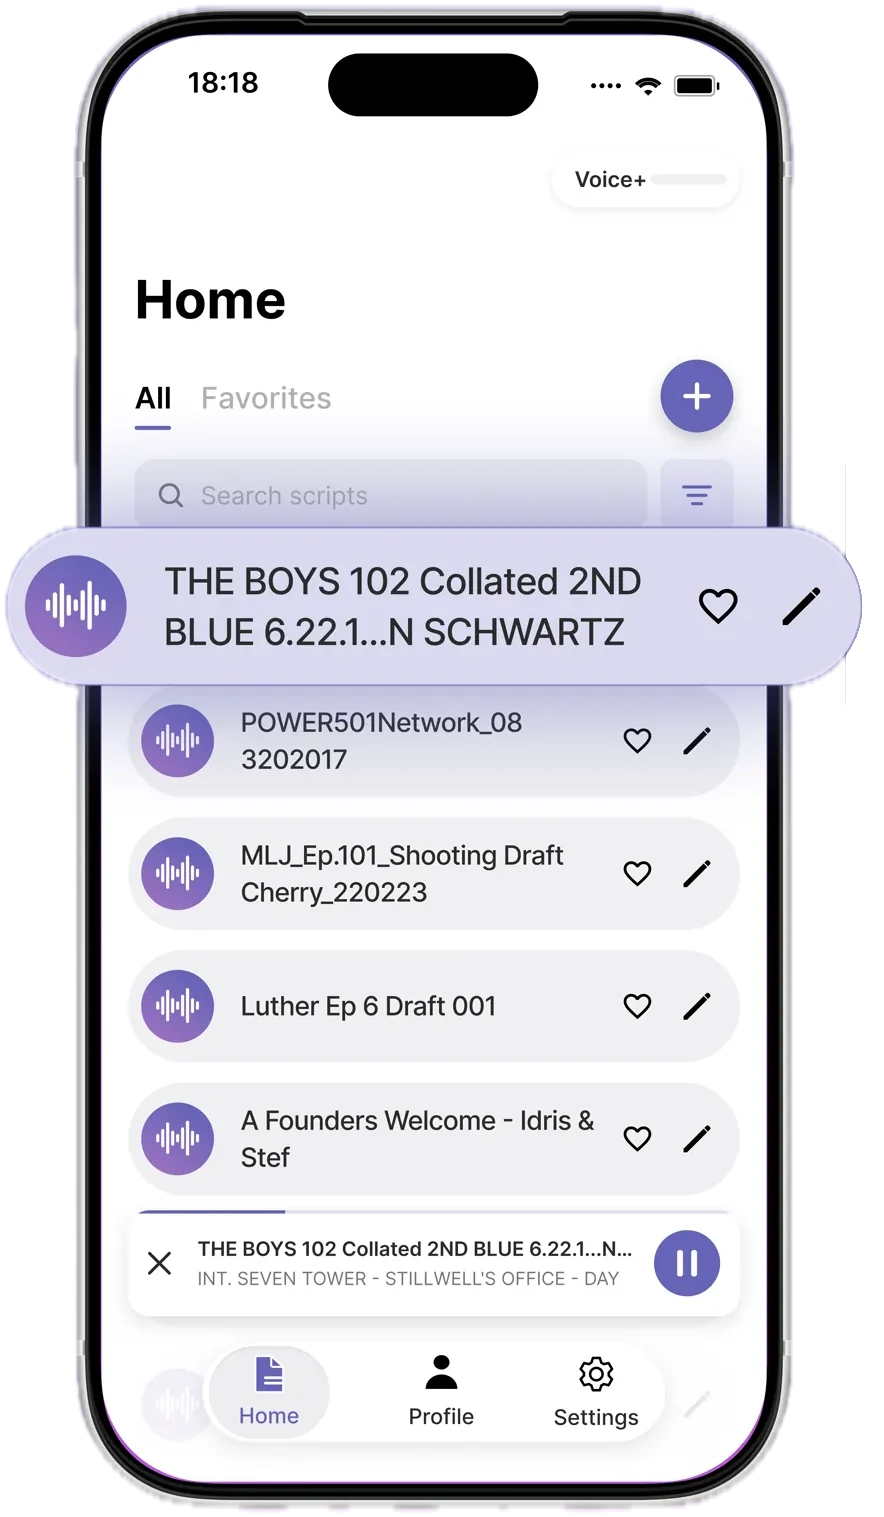 18:18
Voice+
Home
All Favorites
Search scripts
THE BOYS 102 Collated 2ND
BLUE 6.22.1...N SCHWARTZ
POWER501Network_08
3202017
MLJ_Ep.101_Shooting Draft
Cherry_220223
Luther Ep 6 Draft 001
A Founders Welcome - Idris &
Stef
THE BOYS 102 Collated 2ND BLUE 6.22.1...N...
INT. SEVEN TOWER - STILLWELL'S OFFICE - DAY
Home Profile Settings